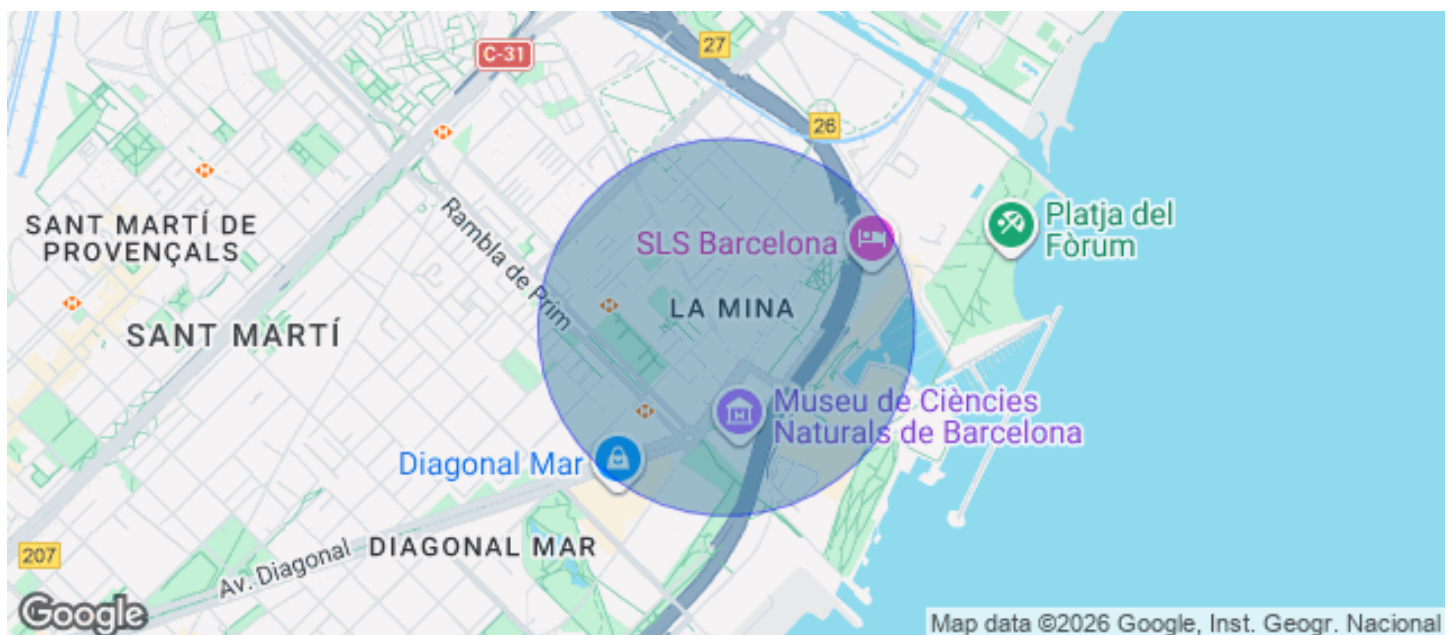 27
C-31
26
SANT MARTÍ DE
PROVENÇALS
Rambla de Prim
SLS Barcelona
Platja del
Fòrum
LA MINA
SANT MARTÍ
Museu de Ciències
Naturals de Barcelona
Diagonal Mar
DIAGONAL MAR
207
Av. Diagonal
Google
Map data ©2026 Google, Inst. Geogr. Nacional